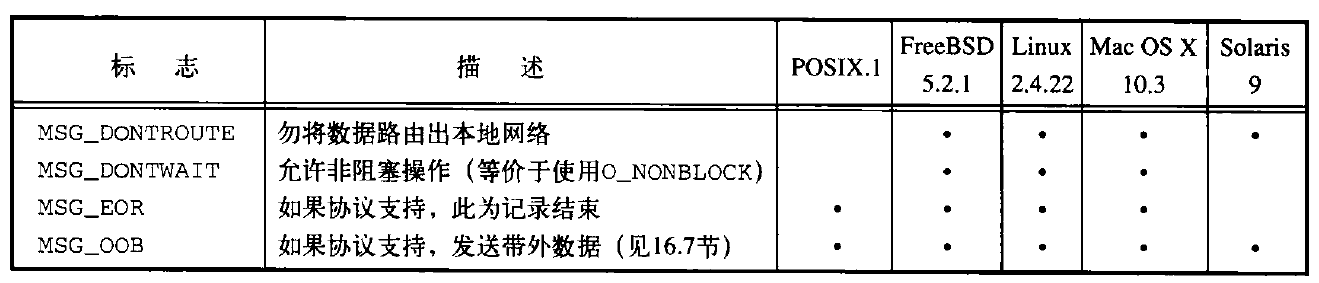 标 志 描 述 POSIX.1 FreeBSD 5.2.1 Linux 2.4.22 Mac OS X 10.3 Solaris 9
MSG_DONTROUTE 勿将数据路由出本地网络 • • • •
MSG_DONTWAIT 允许非阻塞操作（等价于使用O_NONBLOCK） • • •
MSG_EOR 如果协议支持，此为记录结束 • • • •
MSG_OOB 如果协议支持，发送带外数据（见16.7节） • • • • •